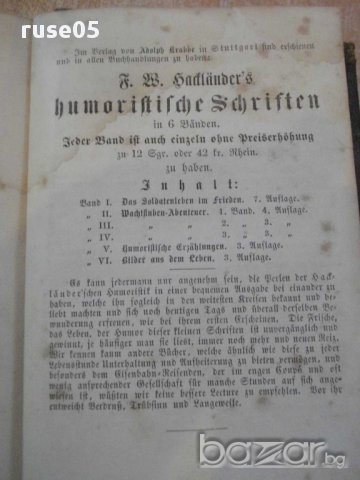 ruse05
Im Verlag von Adolph Krabbe in Stuttgart sind erschienen
und in allen Buchhandlungen zu haben:
F. W. Hackländer's
humoristische Schriften
in 6 Bänden.
Jeder Band ist auch einzeln ohne Preiserhöhung
zu 12 Sgr. oder 42 kr. Rhein.
zu haben.
Inhalt:
Band I. Das Soldatenleben im Frieden. 7. Auflage.
„ II. Wachtstuben-Abenteuer. 1. Band. 4. Auflage.
„ III. „ „ 2. „ 3. „
„ IV. „ „ 3. „ 3. „
„ V. Humoristische Erzählungen. 3. Auflage.
„ VI. Bilder aus dem Leben. 3. Auflage.
Es kann jedermann nur angenehm sein, die Perlen der Hack-
länder'schen Humoristik in einer bequemen Ausgabe bei einander zu
haben, welche ihn sogleich in den weitesten Kreisen bekannt und be-
liebt machten und sich noch heutigen Tags und überall derselben Be-
wunderung erfreuen, wie bei ihrem ersten Erscheinen. Die Frische,
das Leben, der Humor dieser kleinen Schriften ist unvergänglich und
gewinnt, je häufiger man sie liest, immer noch mehr und neuen Reiz.
Wir kennen kaum andere Bücher, welche ähnlich wie diese zu jeder
Lebensstunde Unterhaltung und Aufheiterung zu bieten vermögen, und
besonders dem Eisenbahn-Reisenden, der im engen Coupé und oft
wenig ansprechender Gesellschaft für manche Stunden auf sich ange-
wiesen ist, wüßten wir keine bessere Lectüre zu empfehlen. Vor ihr
entweicht Verdruß, Trübsinn und Langeweile.
bazar.bg